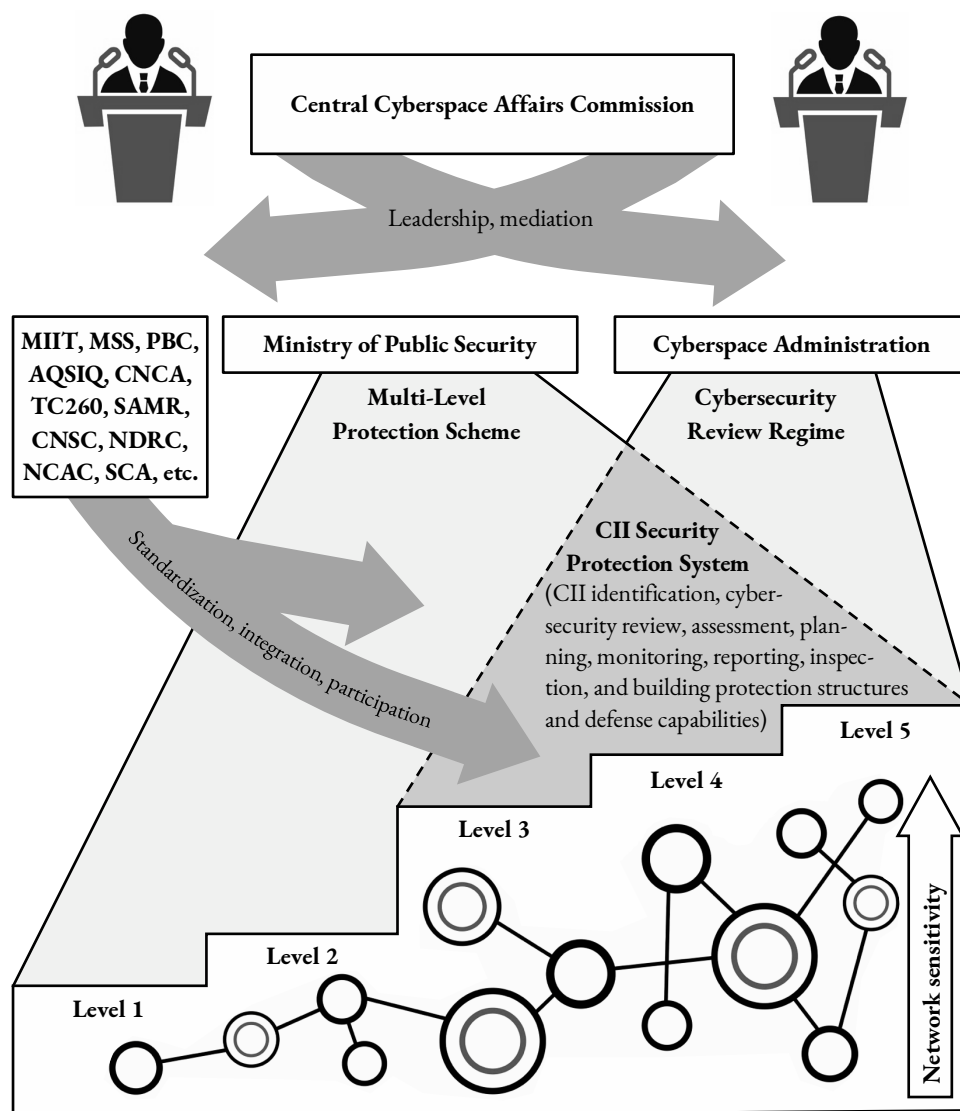 Central Cyberspace Affairs Commission
Leadership, mediation
MIIT, MSS, PBC,
AQSIQ, CNCA,
TC260, SAMR,
CNSC, NDRC,
NCAC, SCA, etc.
Ministry of Public Security
Cyberspace Administration
Multi-Level
Protection Scheme
Cybersecurity
Review Regime
Standardization, integration, participation
CII Security
Protection System
(CII identification, cyber-
security review, assessment, plan-
ning, monitoring, reporting, inspec-
tion, and building protection structures
and defense capabilities)
Level 5
Level 4
Level 3
Level 2
Level 1
Network sensitivity